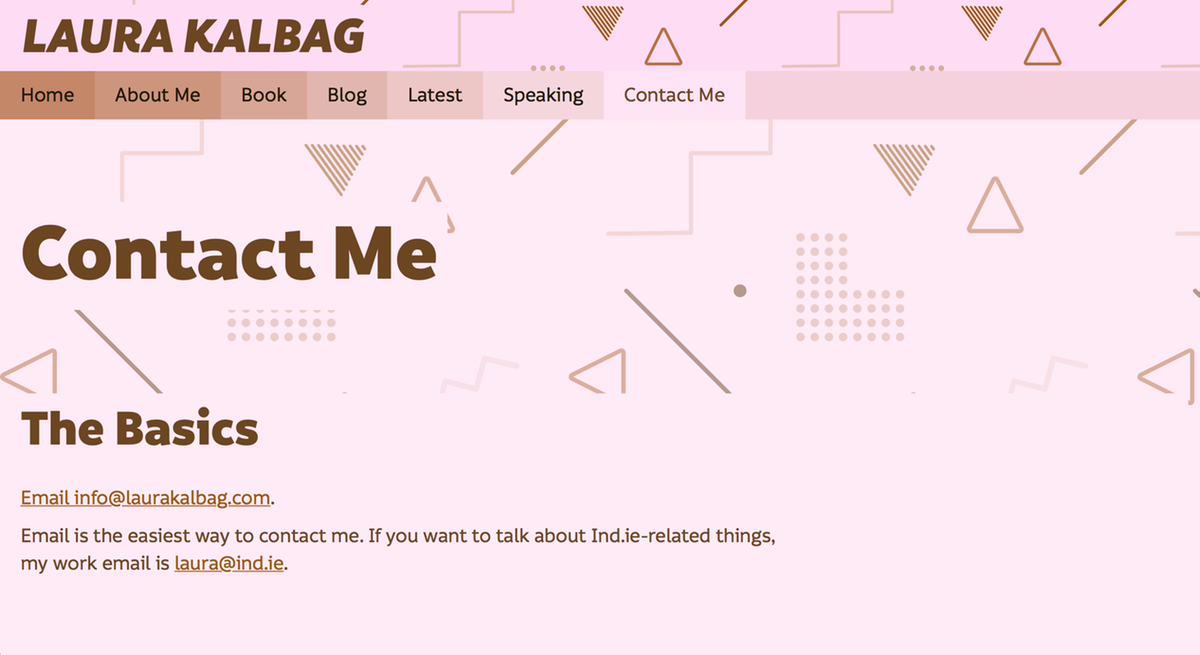 LAURA KALBAG
Home About Me Book Blog Latest Speaking Contact Me
Contact Me
The Basics
Email info@laurakalbag.com.
Email is the easiest way to contact me. If you want to talk about Ind.ie-related things,
my work email is laura@ind.ie.